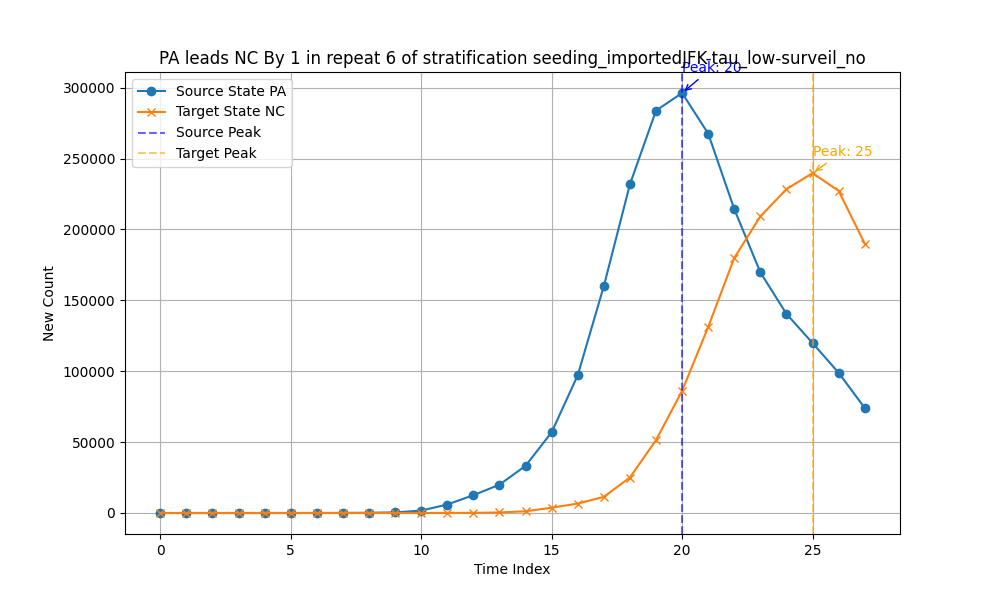 PA leads NC By 1 in repeat 6 of stratification seeding_importedJFK-tau_low-surveil_no
Peak: 20
Source State PA
Target State NC
Source Peak
Target Peak
Peak: 25
300000
250000
200000
150000
100000
50000
0
New Count
0 5 10 15 20 25
Time Index